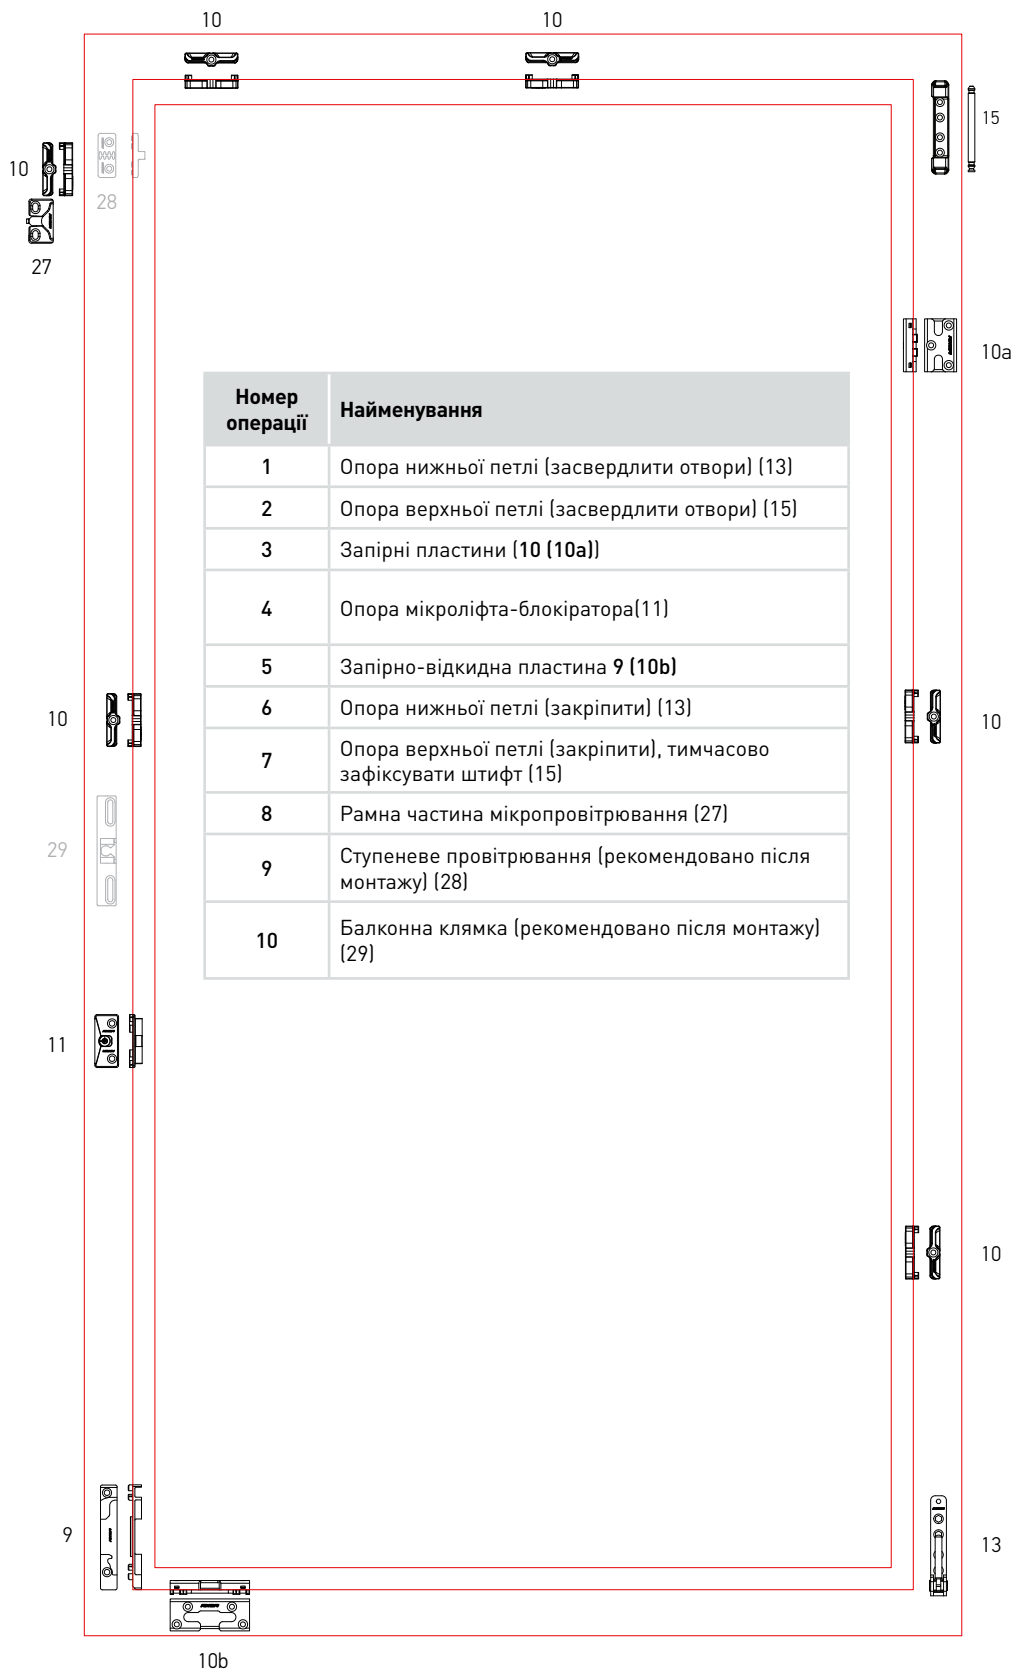 10
10
15
10
28
27
10a
Номер
операції
Найменування
1
Опора нижньої петлі (засвердлити отвори) (13)
2
Опора верхньої петлі (засвердлити отвори) (15)
3
Запірні пластини (10 (10a))
4
Опора мікроліфта-блокіратора(11)
5
Запірно-відкидна пластина 9 (10b)
6
Опора нижньої петлі (закріпити) (13)
7
Опора верхньої петлі (закріпити), тимчасово
зафіксувати штифт (15)
8
Рамна частина мікропровітрювання (27)
9
Ступеневе провітрювання (рекомендовано після
монтажу) (28)
10
Балконна клямка (рекомендовано після монтажу)
(29)
10
10
29
11
10
9
13
10b